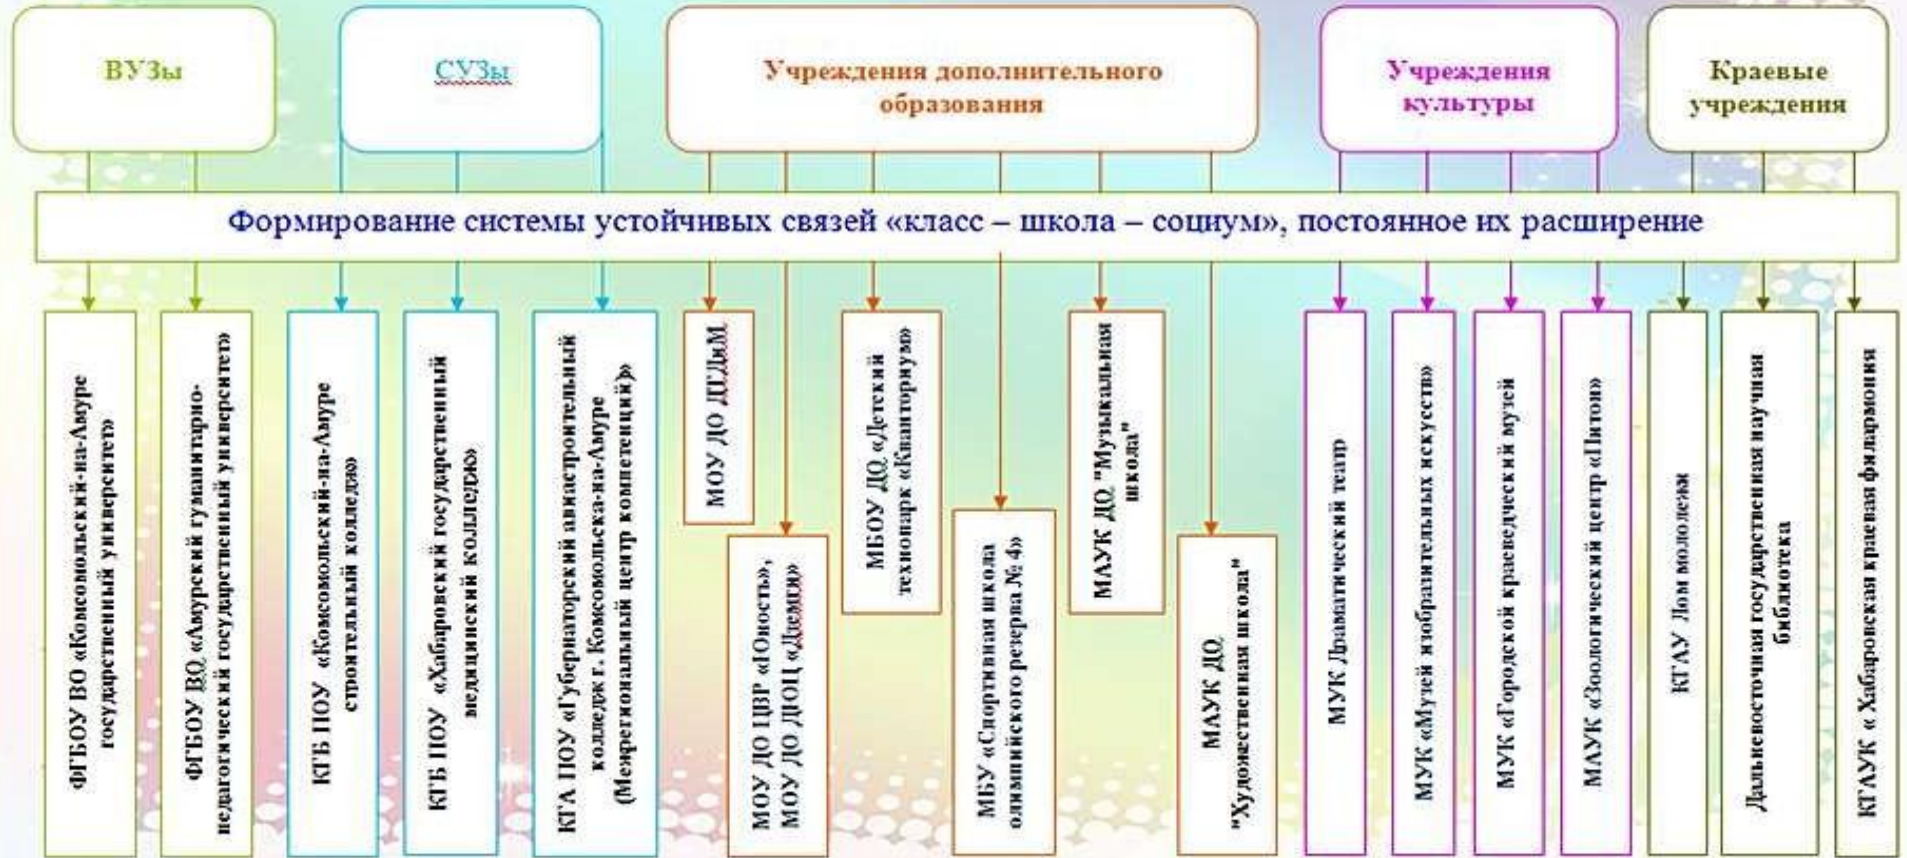 ВУЗы
СУЗы
Учреждения дополнительного
образования
Учреждения
культуры
Краевые
учреждения
Формирование системы устойчивых связей «класс – школа – социум», постоянное их расширение
ФГБОУ ВО «Комсомольский-на-Амуре
государственный университет»
ФГБОУ ВО «Амурский гуманитарно-
педагогический государственный университет»
КГБ ПОУ «Комсомольский-на-Амуре
строительный колледж»
КГБ ПОУ «Хабаровский государственный
медицинский колледж»
КГА ПОУ «Губернаторский авиастроительный
колледж г. Комсомольска-на-Амуре
(Межрегиональный центр компетенций)»
МОУ ДО ДТДиМ
МОУ ДО ЦВР «Юность»,
МОУ ДО ДЮЦ «Дземги»
МБОУ ДО «Детский
технопарк «Кванториум»
МБУ «Спортивная школа
олимпийского резерва № 4»
МАУК ДО "Музыкальная
школа"
МАУК ДО
"Художественная школа"
МУК Драматический театр
МУК «Музей изобразительных искусств»
МУК «Городской краеведческий музей
МАУК «Зоологический центр «Питон»
КГАУ Дом молодежи
Дальневосточная государственная научная
библиотека
КГАУК « Хабаровская краевая филармония